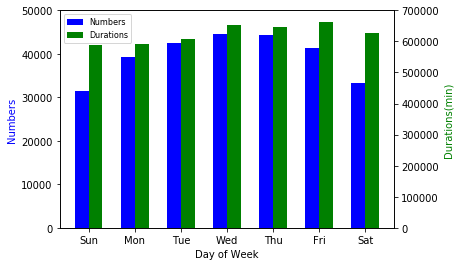 50000
40000
30000
20000
10000
0
Numbers
Numbers
Durations
700000
600000
500000
400000
300000
200000
100000
0
Durations(min)
Sun Mon Tue Wed Thu Fri Sat
Day of Week